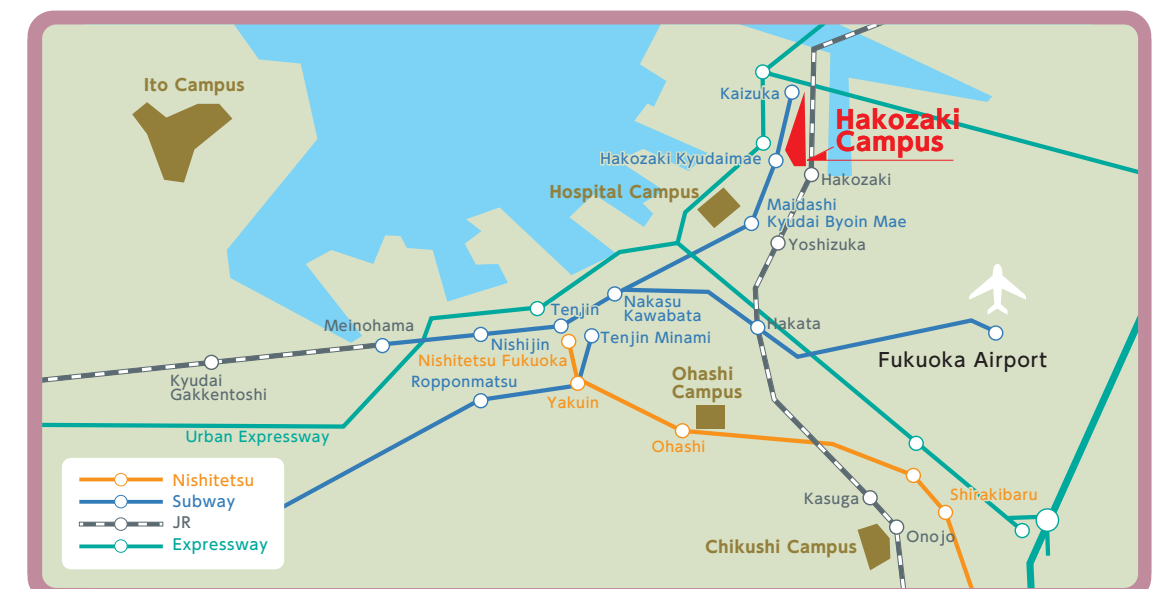 Ito Campus
Kaizuka
Hakozaki
Campus
Hakozaki Kyudaimae
Hakozaki
Hospital Campus
Maidashi
Kyudai Byoin Mae
Yoshizuka
Tenjin
Nakasu
Kawabata
Meinohama
Hakata
Nishijin
Tenjin Minami
Nishitetsu Fukuoka
Fukuoka Airport
Kyudai
Gakkentoshi
Ropponmatsu
Ohashi
Campus
Yakuin
Urban Expressway
Ohashi
Nishitetsu
Subway
JR
Expressway
Shirakibaru
Kasuga
Onojo
Chikushi Campus